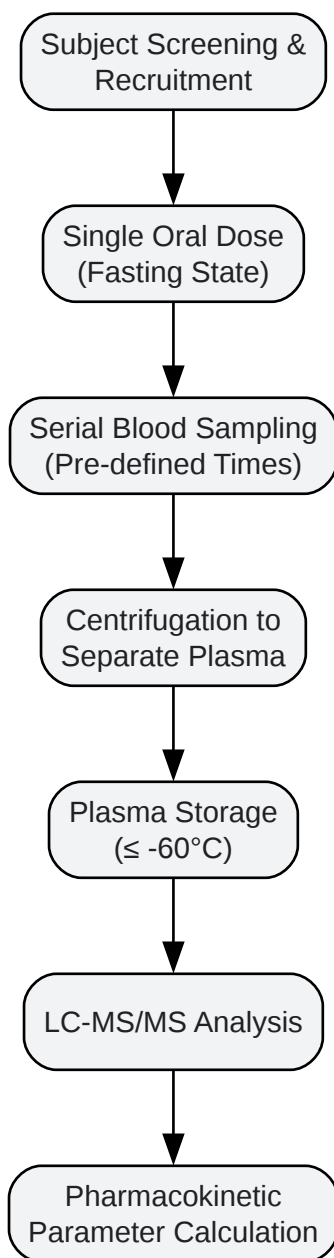 Subject Screening &
Recruitment
Single Oral Dose
(Fasting State)
Serial Blood Sampling
(Pre-defined Times)
Centrifugation to
Separate Plasma
Plasma Storage
(≤ -60°C)
LC-MS/MS Analysis
Pharmacokinetic
Parameter Calculation